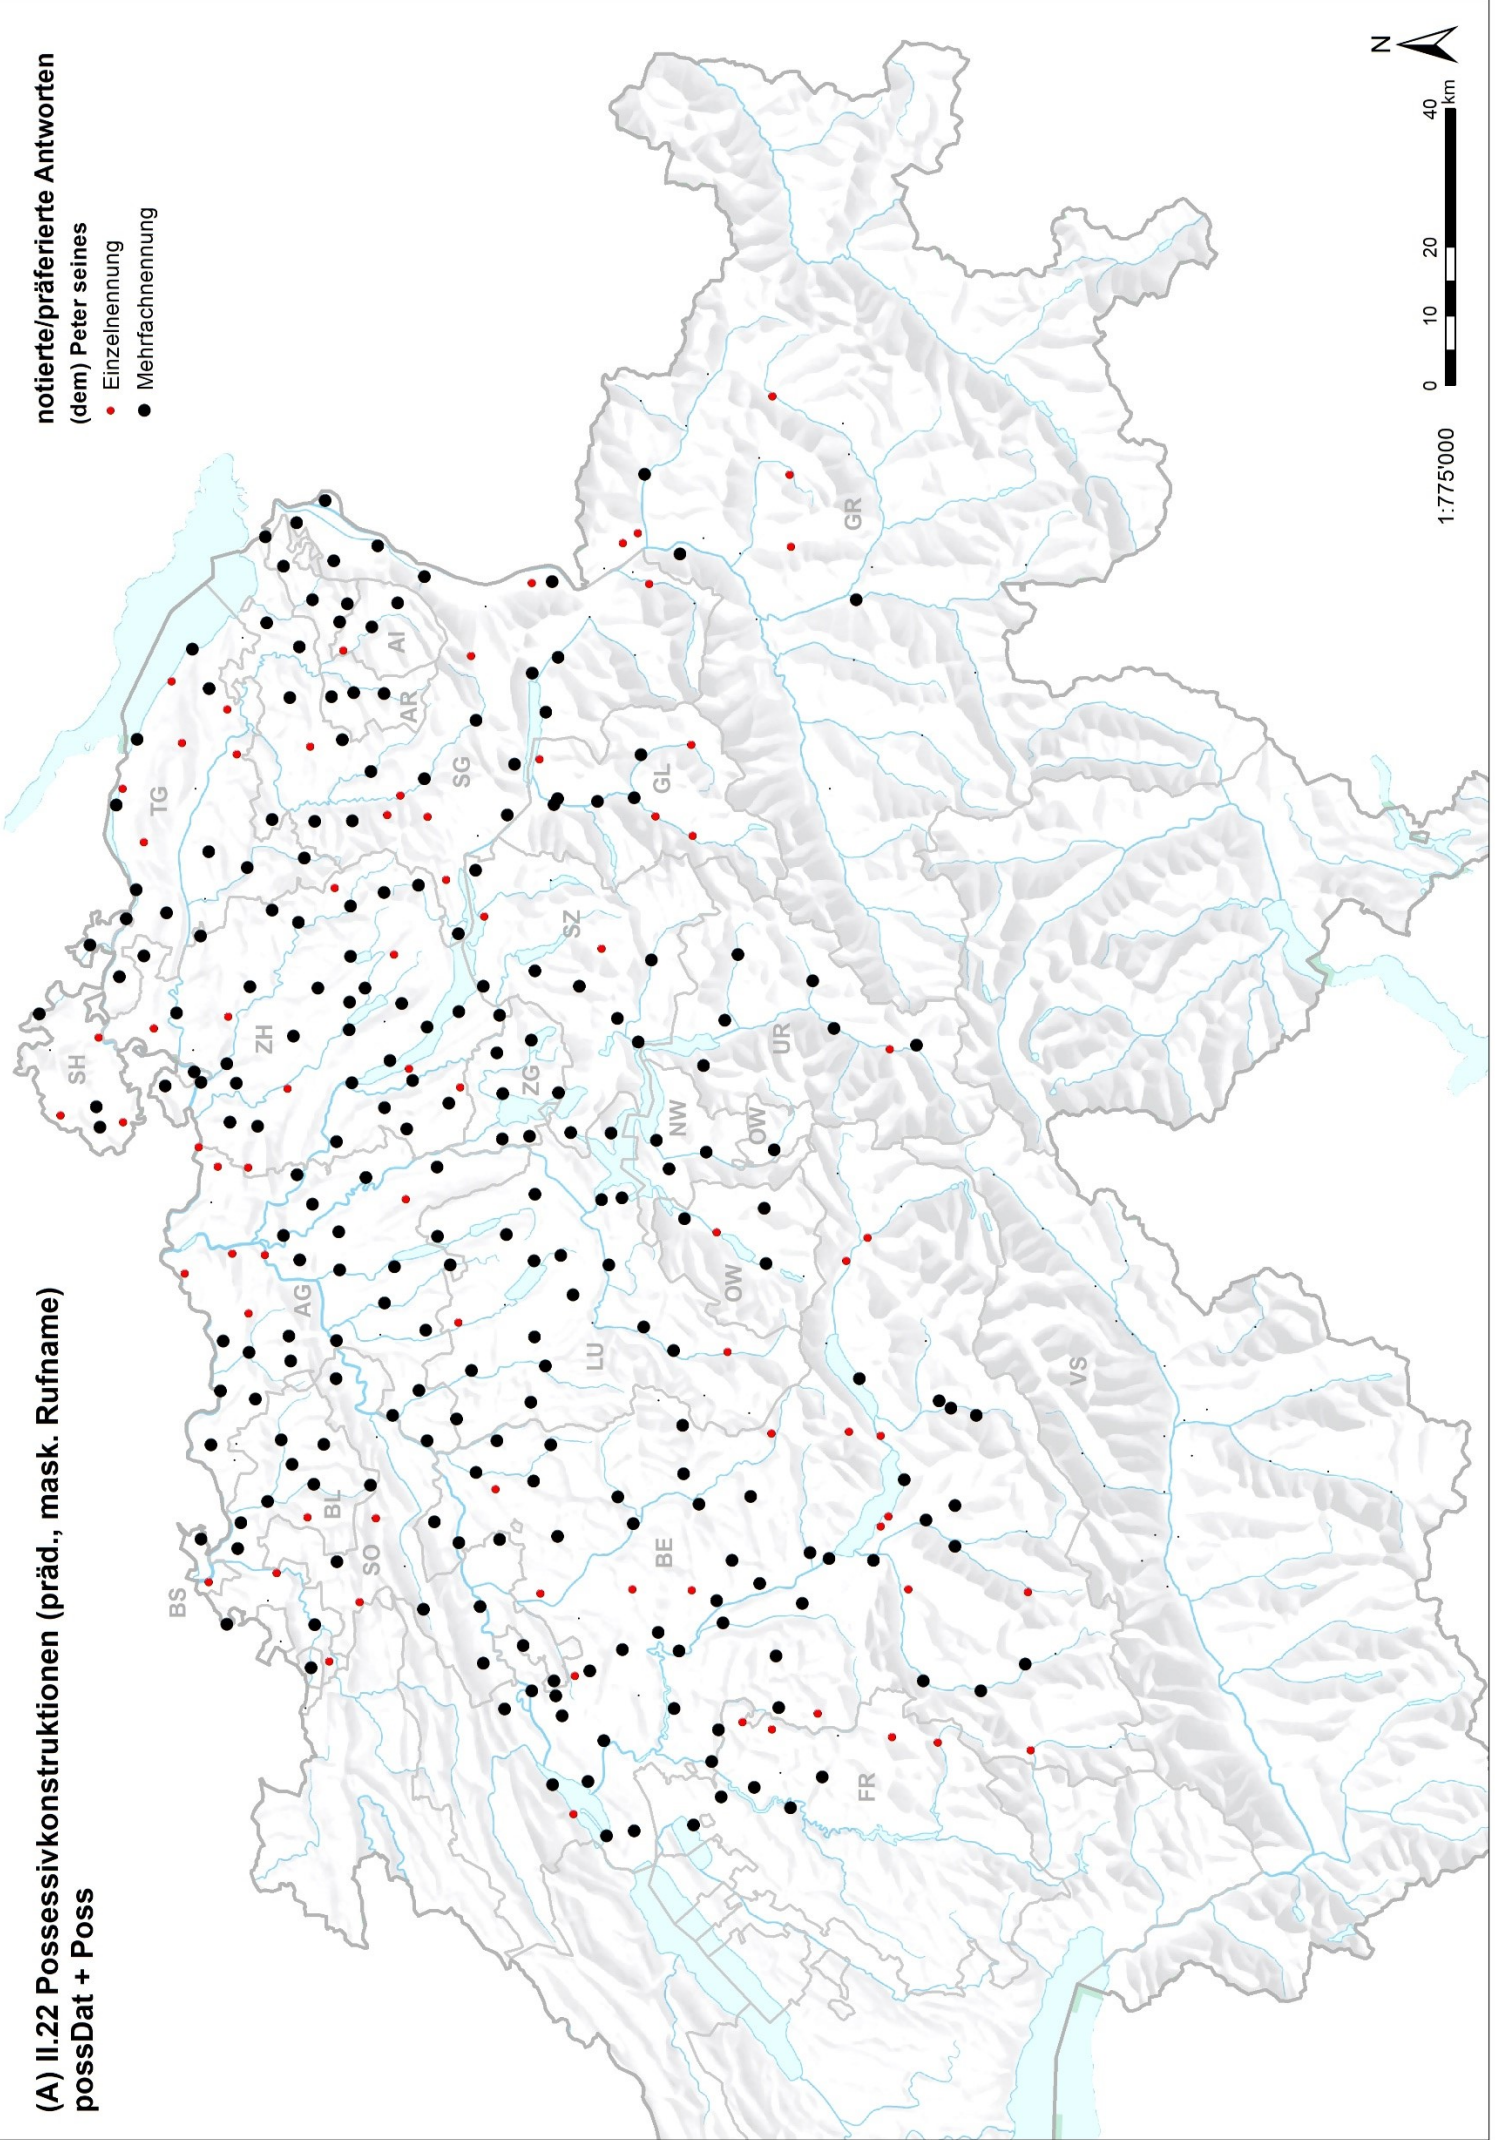 (A) II.22 Possessivkonstruktionen (präd., mask. Rufname)
possDat + Poss
notierte/präferierte Antworten
(dem) Peter seines
Einzelnennung
Mehrfachnennung
BS
SH
TG
BL
AG
ZH
SO
AR
AI
SG
ZG
SZ
LU
GL
BE
NW
OW
OW
UR
GR
FR
VS
N
1:775'000
0 10 20 40
km